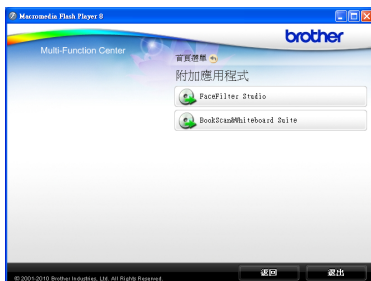 Macromedia Flash Player 8
brother
Multi-Function Center
首頁選單
附加應用程式
FaceFilter Studio
BookScan&Whiteboard Suite
返回
退出
© 2001-2010 Brother Industries, Ltd. All Rights Reserved.